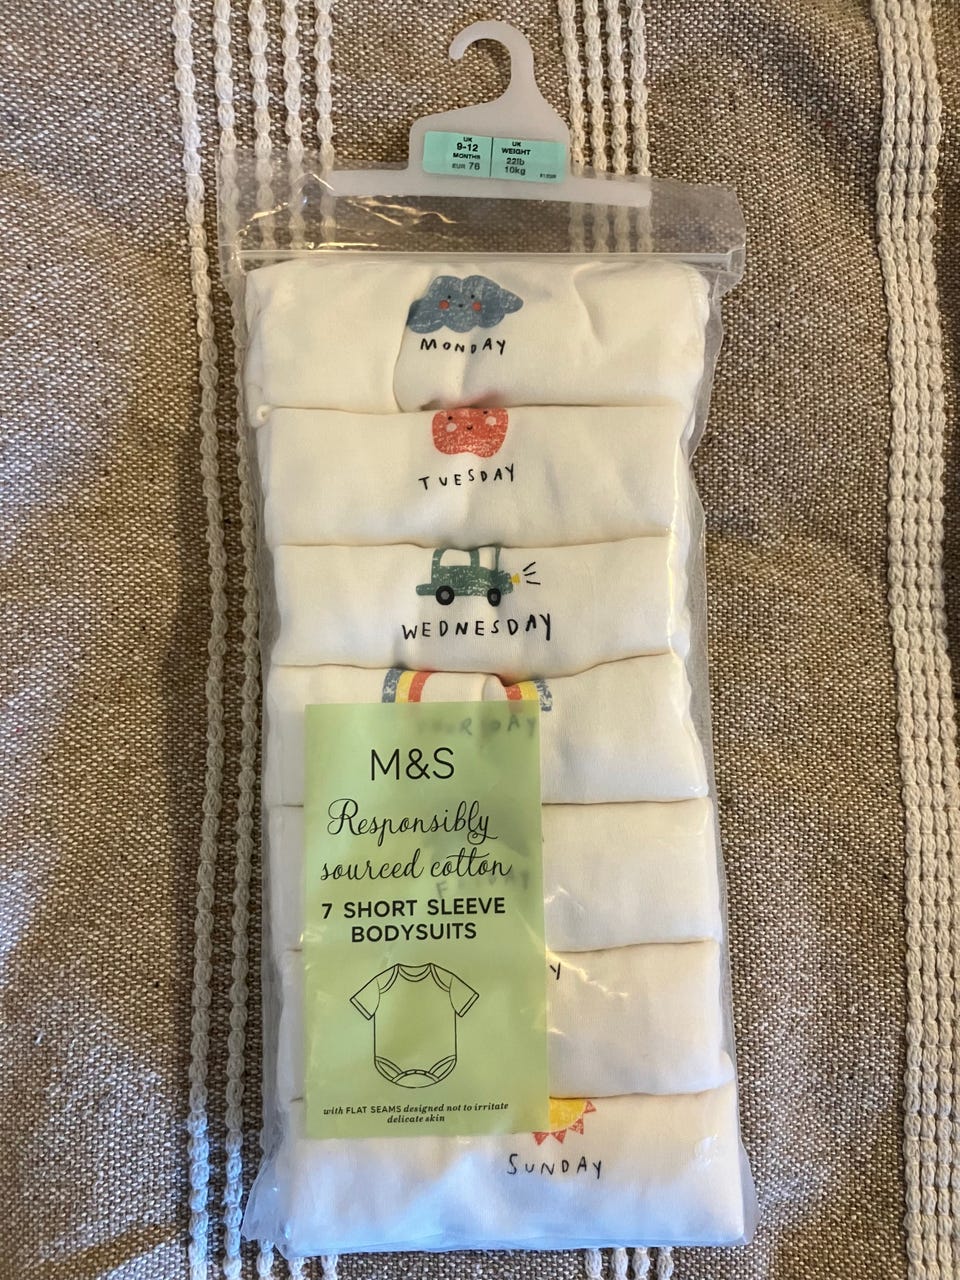 UK
9-12
MONTHS
EUR 76
UK
WEIGHT
22lb
10kg
MONDAY
TUESDAY
WEDNESDAY
M&S
Responsibly
sourced cotton
7 SHORT SLEEVE
BODYSUITS
with FLAT SEAMS designed not to irritate
delicate skin
SUNDAY